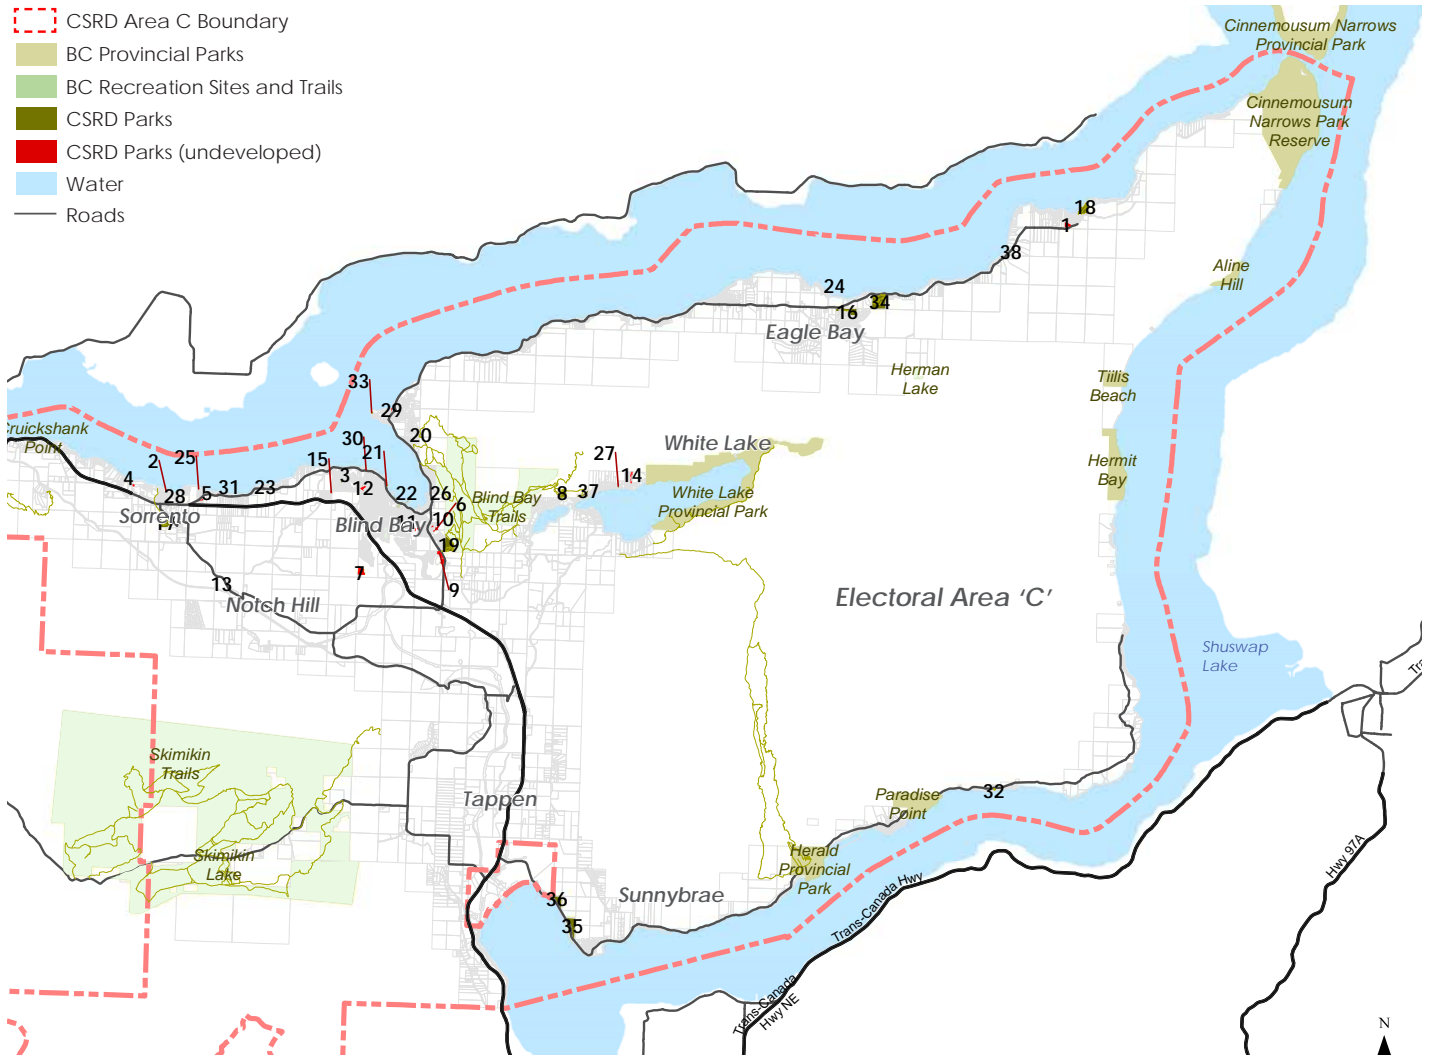 CSRD Area C Boundary
BC Provincial Parks
BC Recreation Sites and Trails
CSRD Parks
CSRD Parks (undeveloped)
Water
Roads
Cinnemousum Narrows
Provincial Park
Cinnemousum
Narrows Park
Reserve
18
1
38
Aline
Hill
24
34
16
Eagle Bay
Herman
Lake
Tiilis
Beach
33
29
Cruickshank
Point
20
30
21
27
White Lake
2
25
15
3
14
Hermit
Bay
4
28
5
31
23
12
22
26
6
Blind Bay
Trails
8
37
White Lake
Provincial Park
Sorrento
17
Blind Bay
11
10
19
7
9
13
Notch Hill
Electoral Area ‘C’
Shuswap
Lake
Skimikin
Trails
Tappen
Paradise
Point
32
Skimikin
Lake
Herald
Provincial
Park
Hwy 97A
Sunnybrae
36
35
Trans-Canada Hwy
Trans-Canada
Hwy NE
N